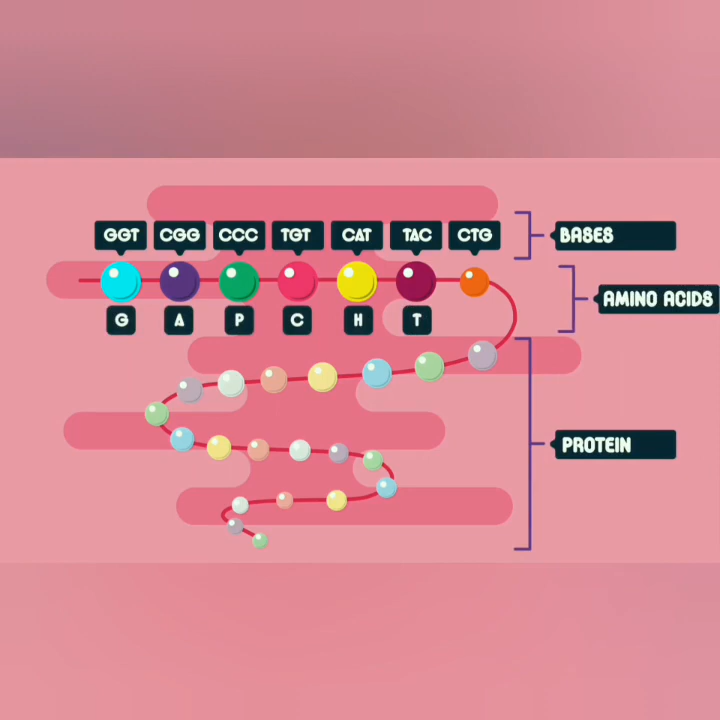 GGT CGG CCC TGT CAT TAC CTG
BASES
AMINO ACIDS
G A P C H T
PROTEIN